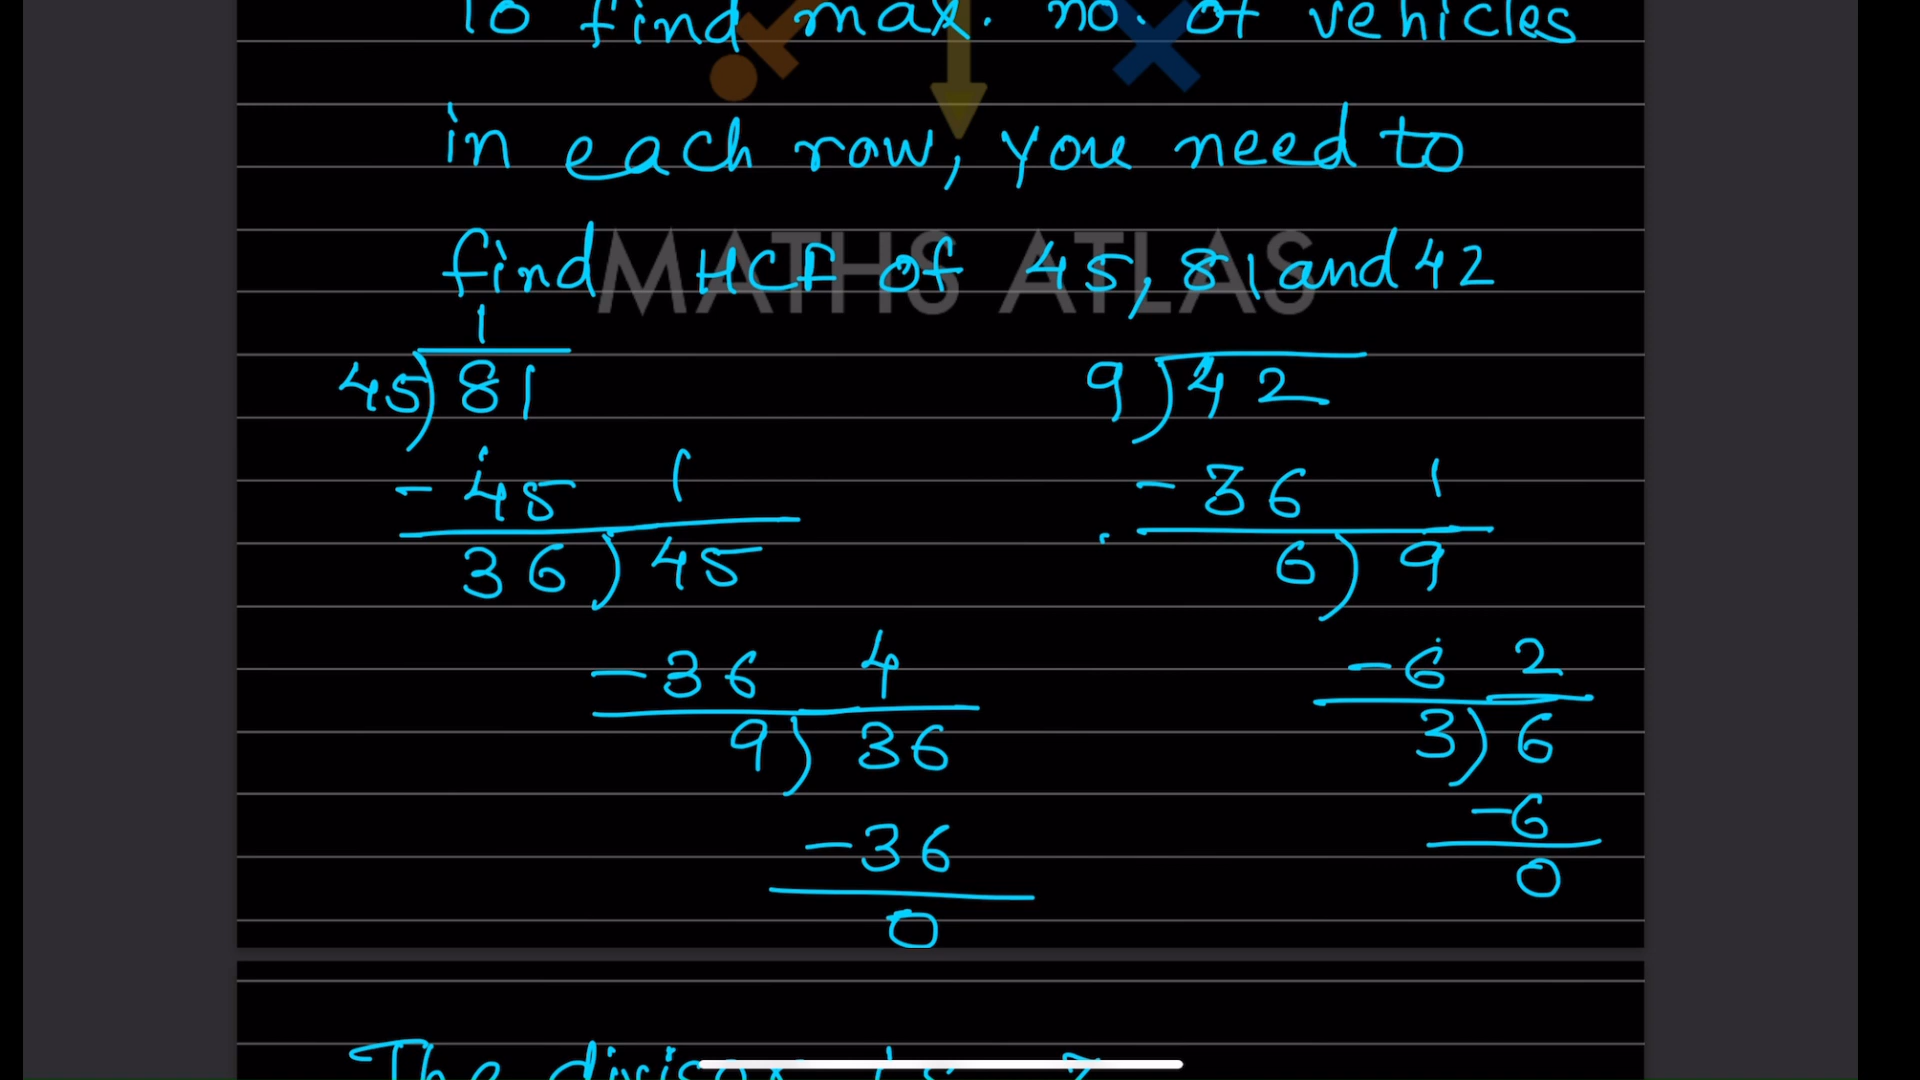 To find max. no. of vehicles
in each row, you need to
find HCF of 45, 81 and 42
MATHS ATLAS
1
45) 81
- 45 1
36) 45
- 36 4
9) 36
- 36
0
9) 42
- 36 1
6) 9
- 6 2
3) 6
- 6
0
The